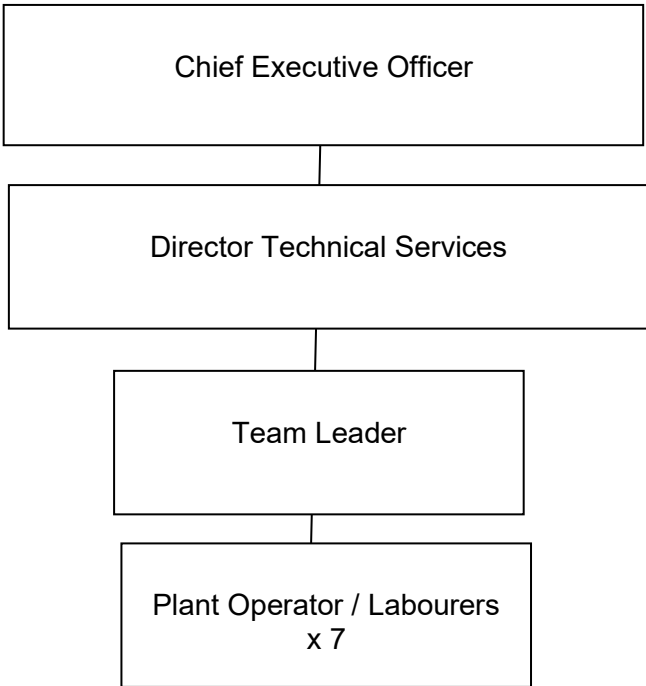 Chief Executive Officer
Director Technical Services
Team Leader
Plant Operator / Labourers
x 7